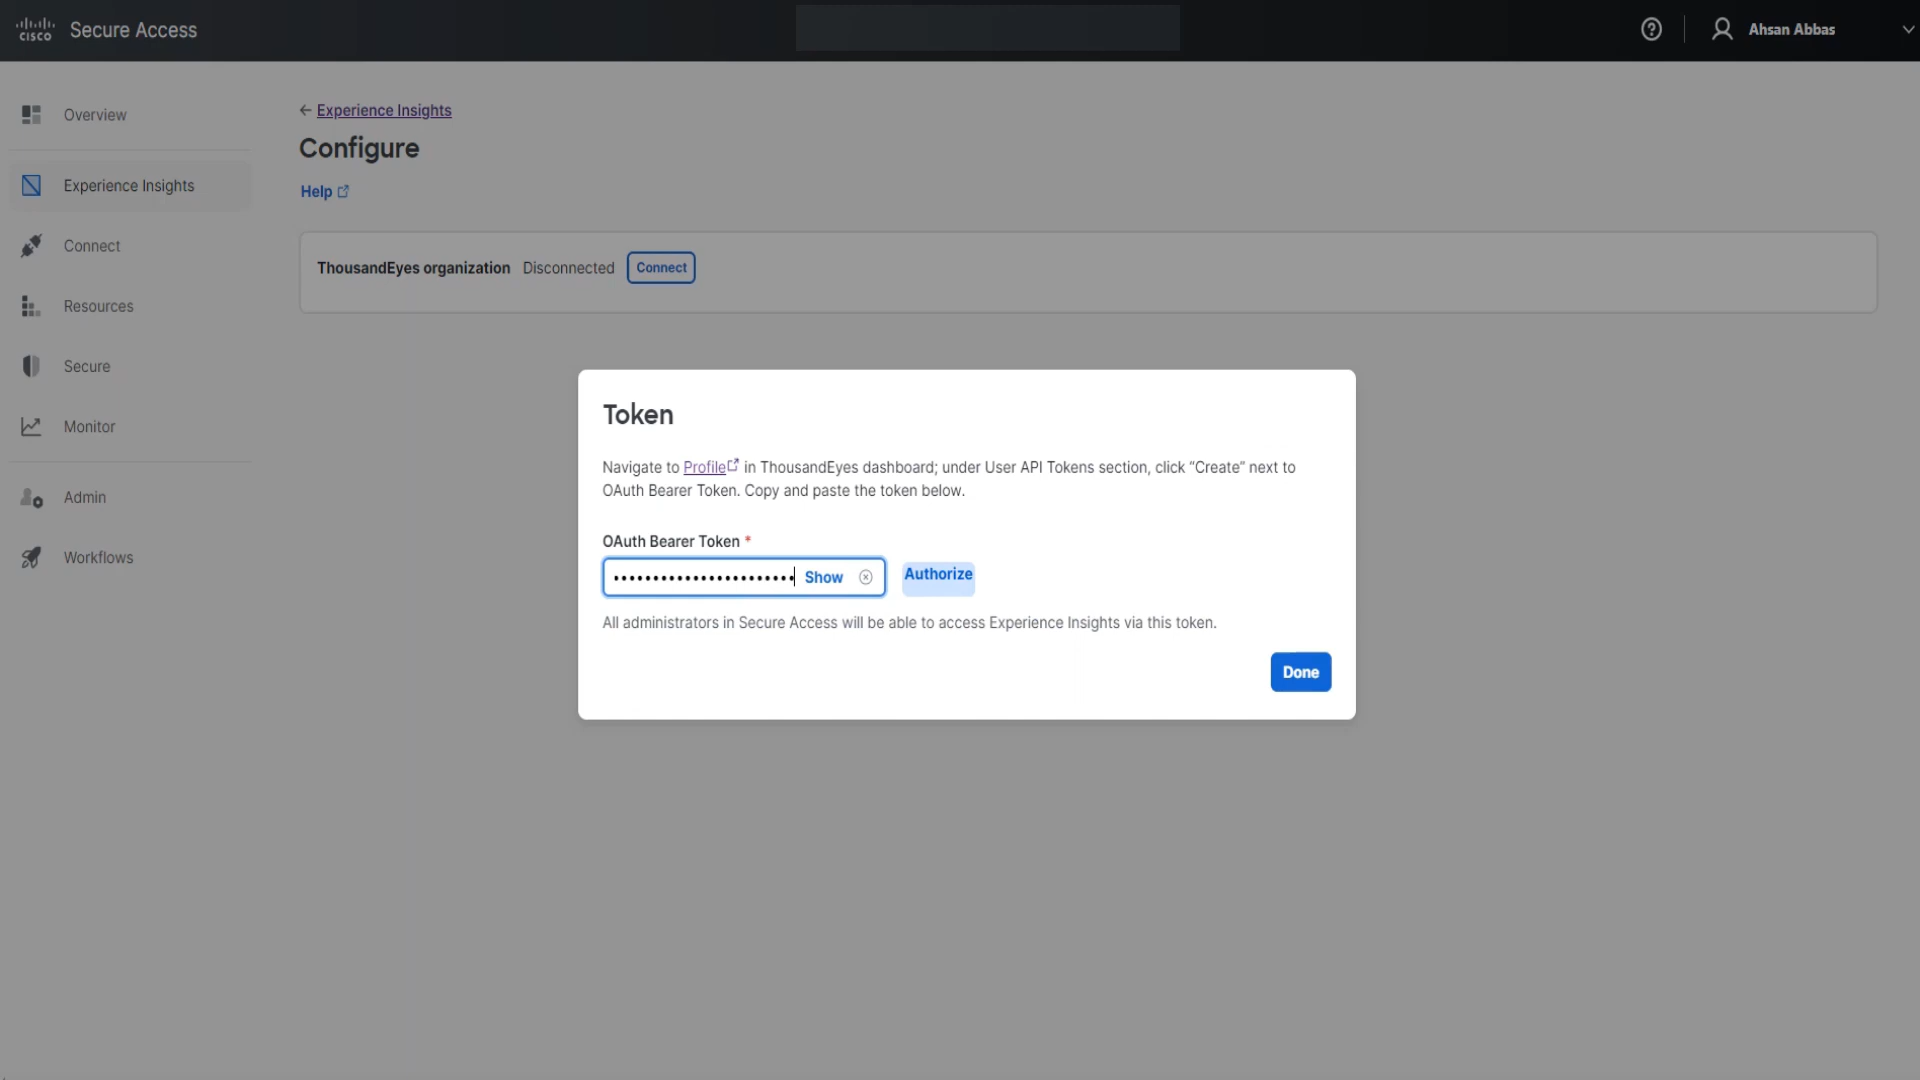 CISCO Secure Access
Ahsan Abbas
Overview
Experience Insights
Connect
Resources
Secure
Monitor
Admin
Workflows
← Experience Insights
Configure
Help
ThousandEyes organization Disconnected Connect
Token
Navigate to Profile in ThousandEyes dashboard; under User API Tokens section, click “Create” next to
OAuth Bearer Token. Copy and paste the token below.
OAuth Bearer Token *
Show Authorize
All administrators in Secure Access will be able to access Experience Insights via this token.
Done